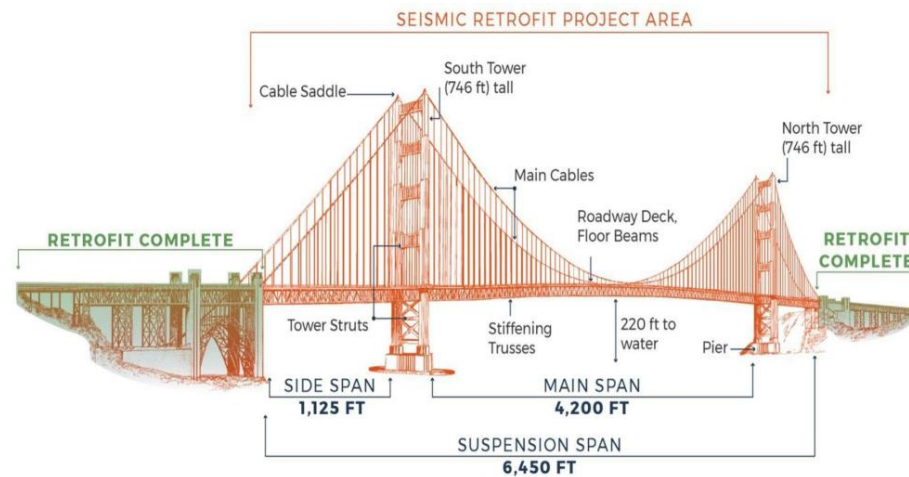 SEISMIC RETROFIT PROJECT AREA
South Tower
(746 ft) tall
Cable Saddle
North Tower
(746 ft) tall
Main Cables
Roadway Deck,
Floor Beams
RETROFIT COMPLETE
RETROFIT
COMPLETE
Tower Struts
Stiffening
Trusses
220 ft to
water
Pier
SIDE SPAN
1,125 FT
MAIN SPAN
4,200 FT
SUSPENSION SPAN
6,450 FT